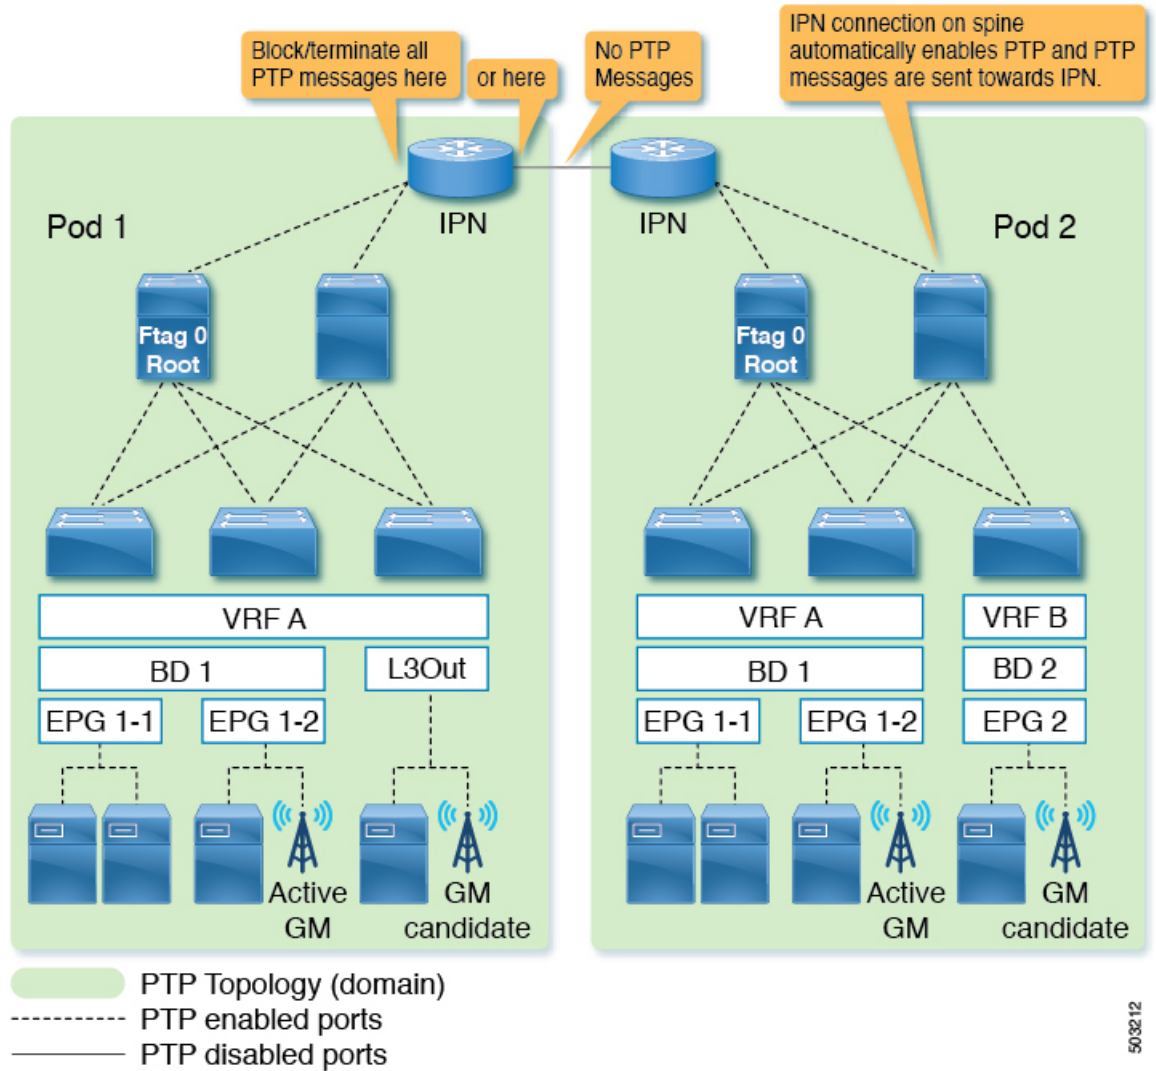 Block/terminate all
PTP messages here
or here
No PTP
Messages
IPN connection on spine
automatically enables PTP and PTP
messages are sent towards IPN.
Pod 1
IPN
IPN
Pod 2
Ftag 0
Root
Ftag 0
Root
VRF A
VRF A
VRF B
BD 1
L3Out
BD 1
BD 2
EPG 1-1
EPG 1-2
EPG 1-1
EPG 1-2
EPG 2
Active
GM
GM
candidate
Active
GM
GM
candidate
PTP Topology (domain)
PTP enabled ports
PTP disabled ports
503212